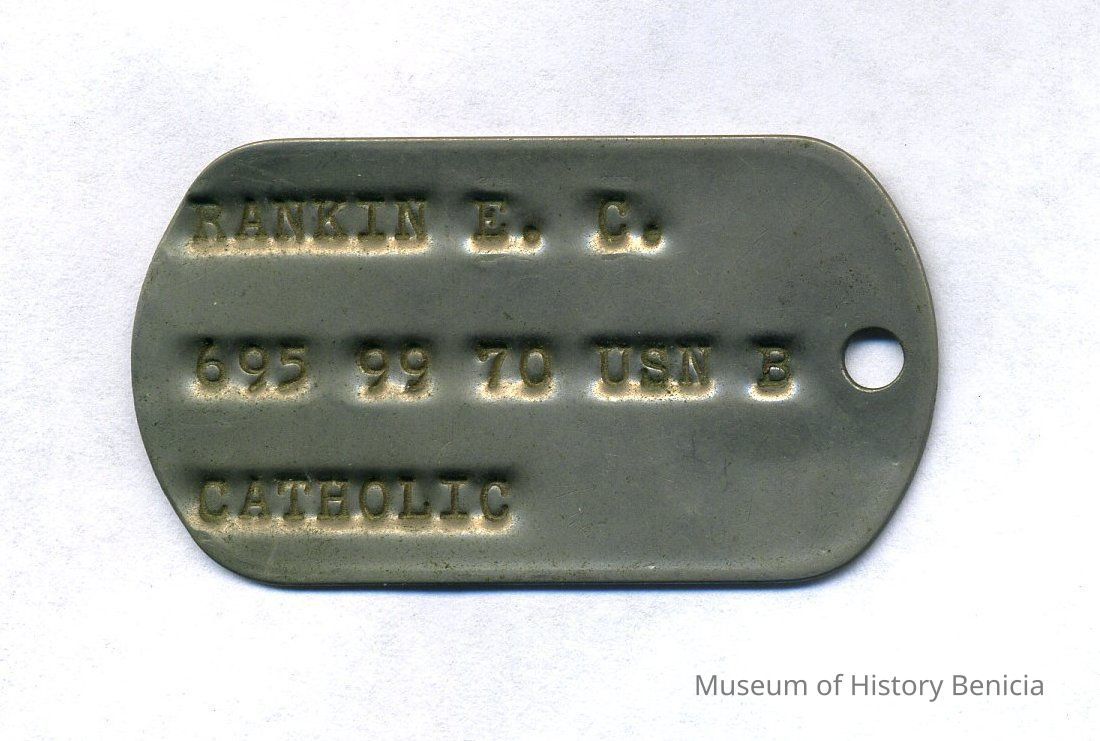 RANKIN E. C.
695 99 70 USN B
CATHOLIC
Museum of History Benicia